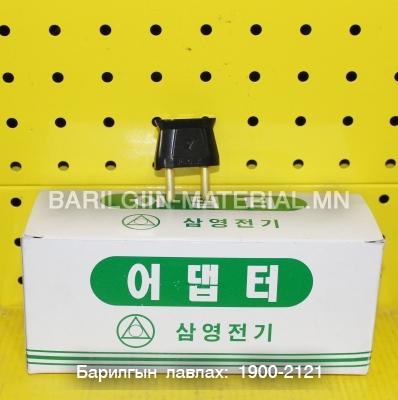 BARILGIIN-MATERIAL.MN
삼영전기
어댑터
삼영전기
Барилгын лавлах: 1900-2121